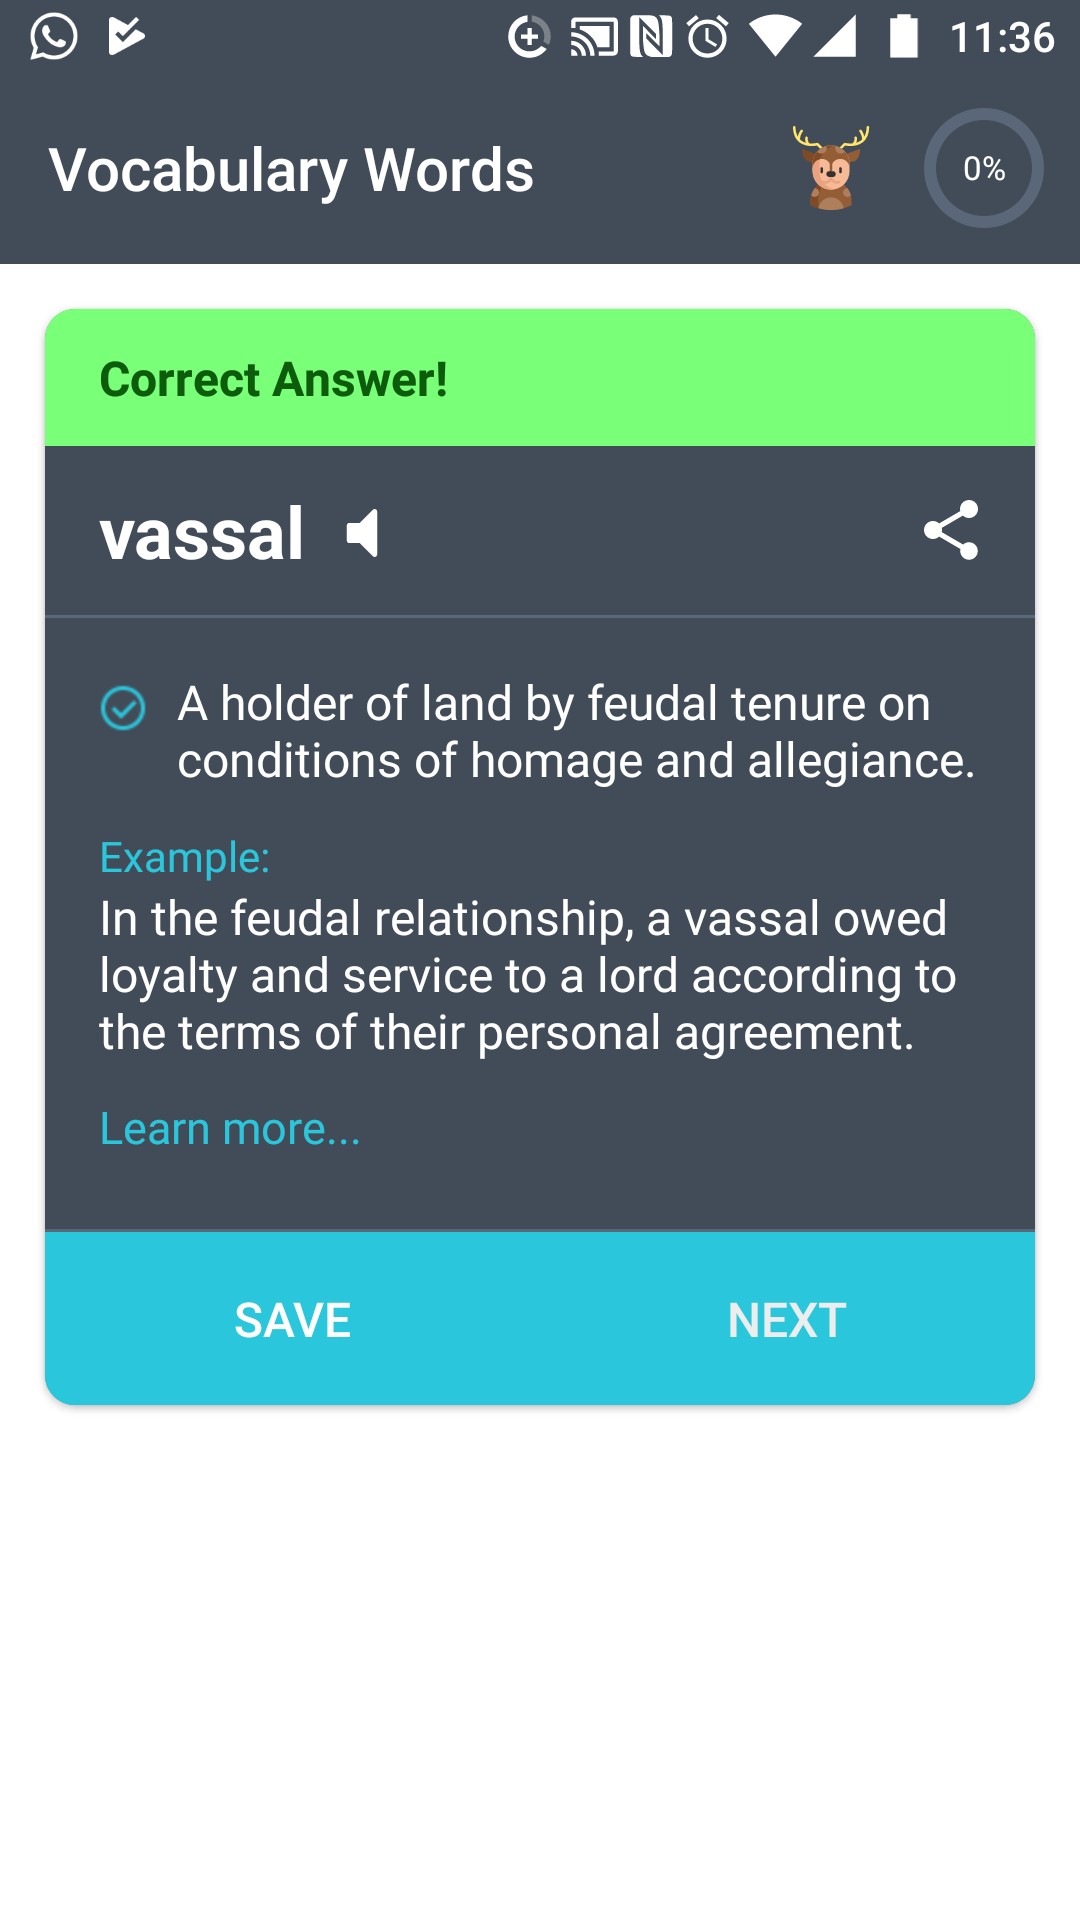 11:36
Vocabulary Words
0%
Correct Answer!
vassal
A holder of land by feudal tenure on
conditions of homage and allegiance.
Example:
In the feudal relationship, a vassal owed
loyalty and service to a lord according to
the terms of their personal agreement.
Learn more...
SAVE
NEXT